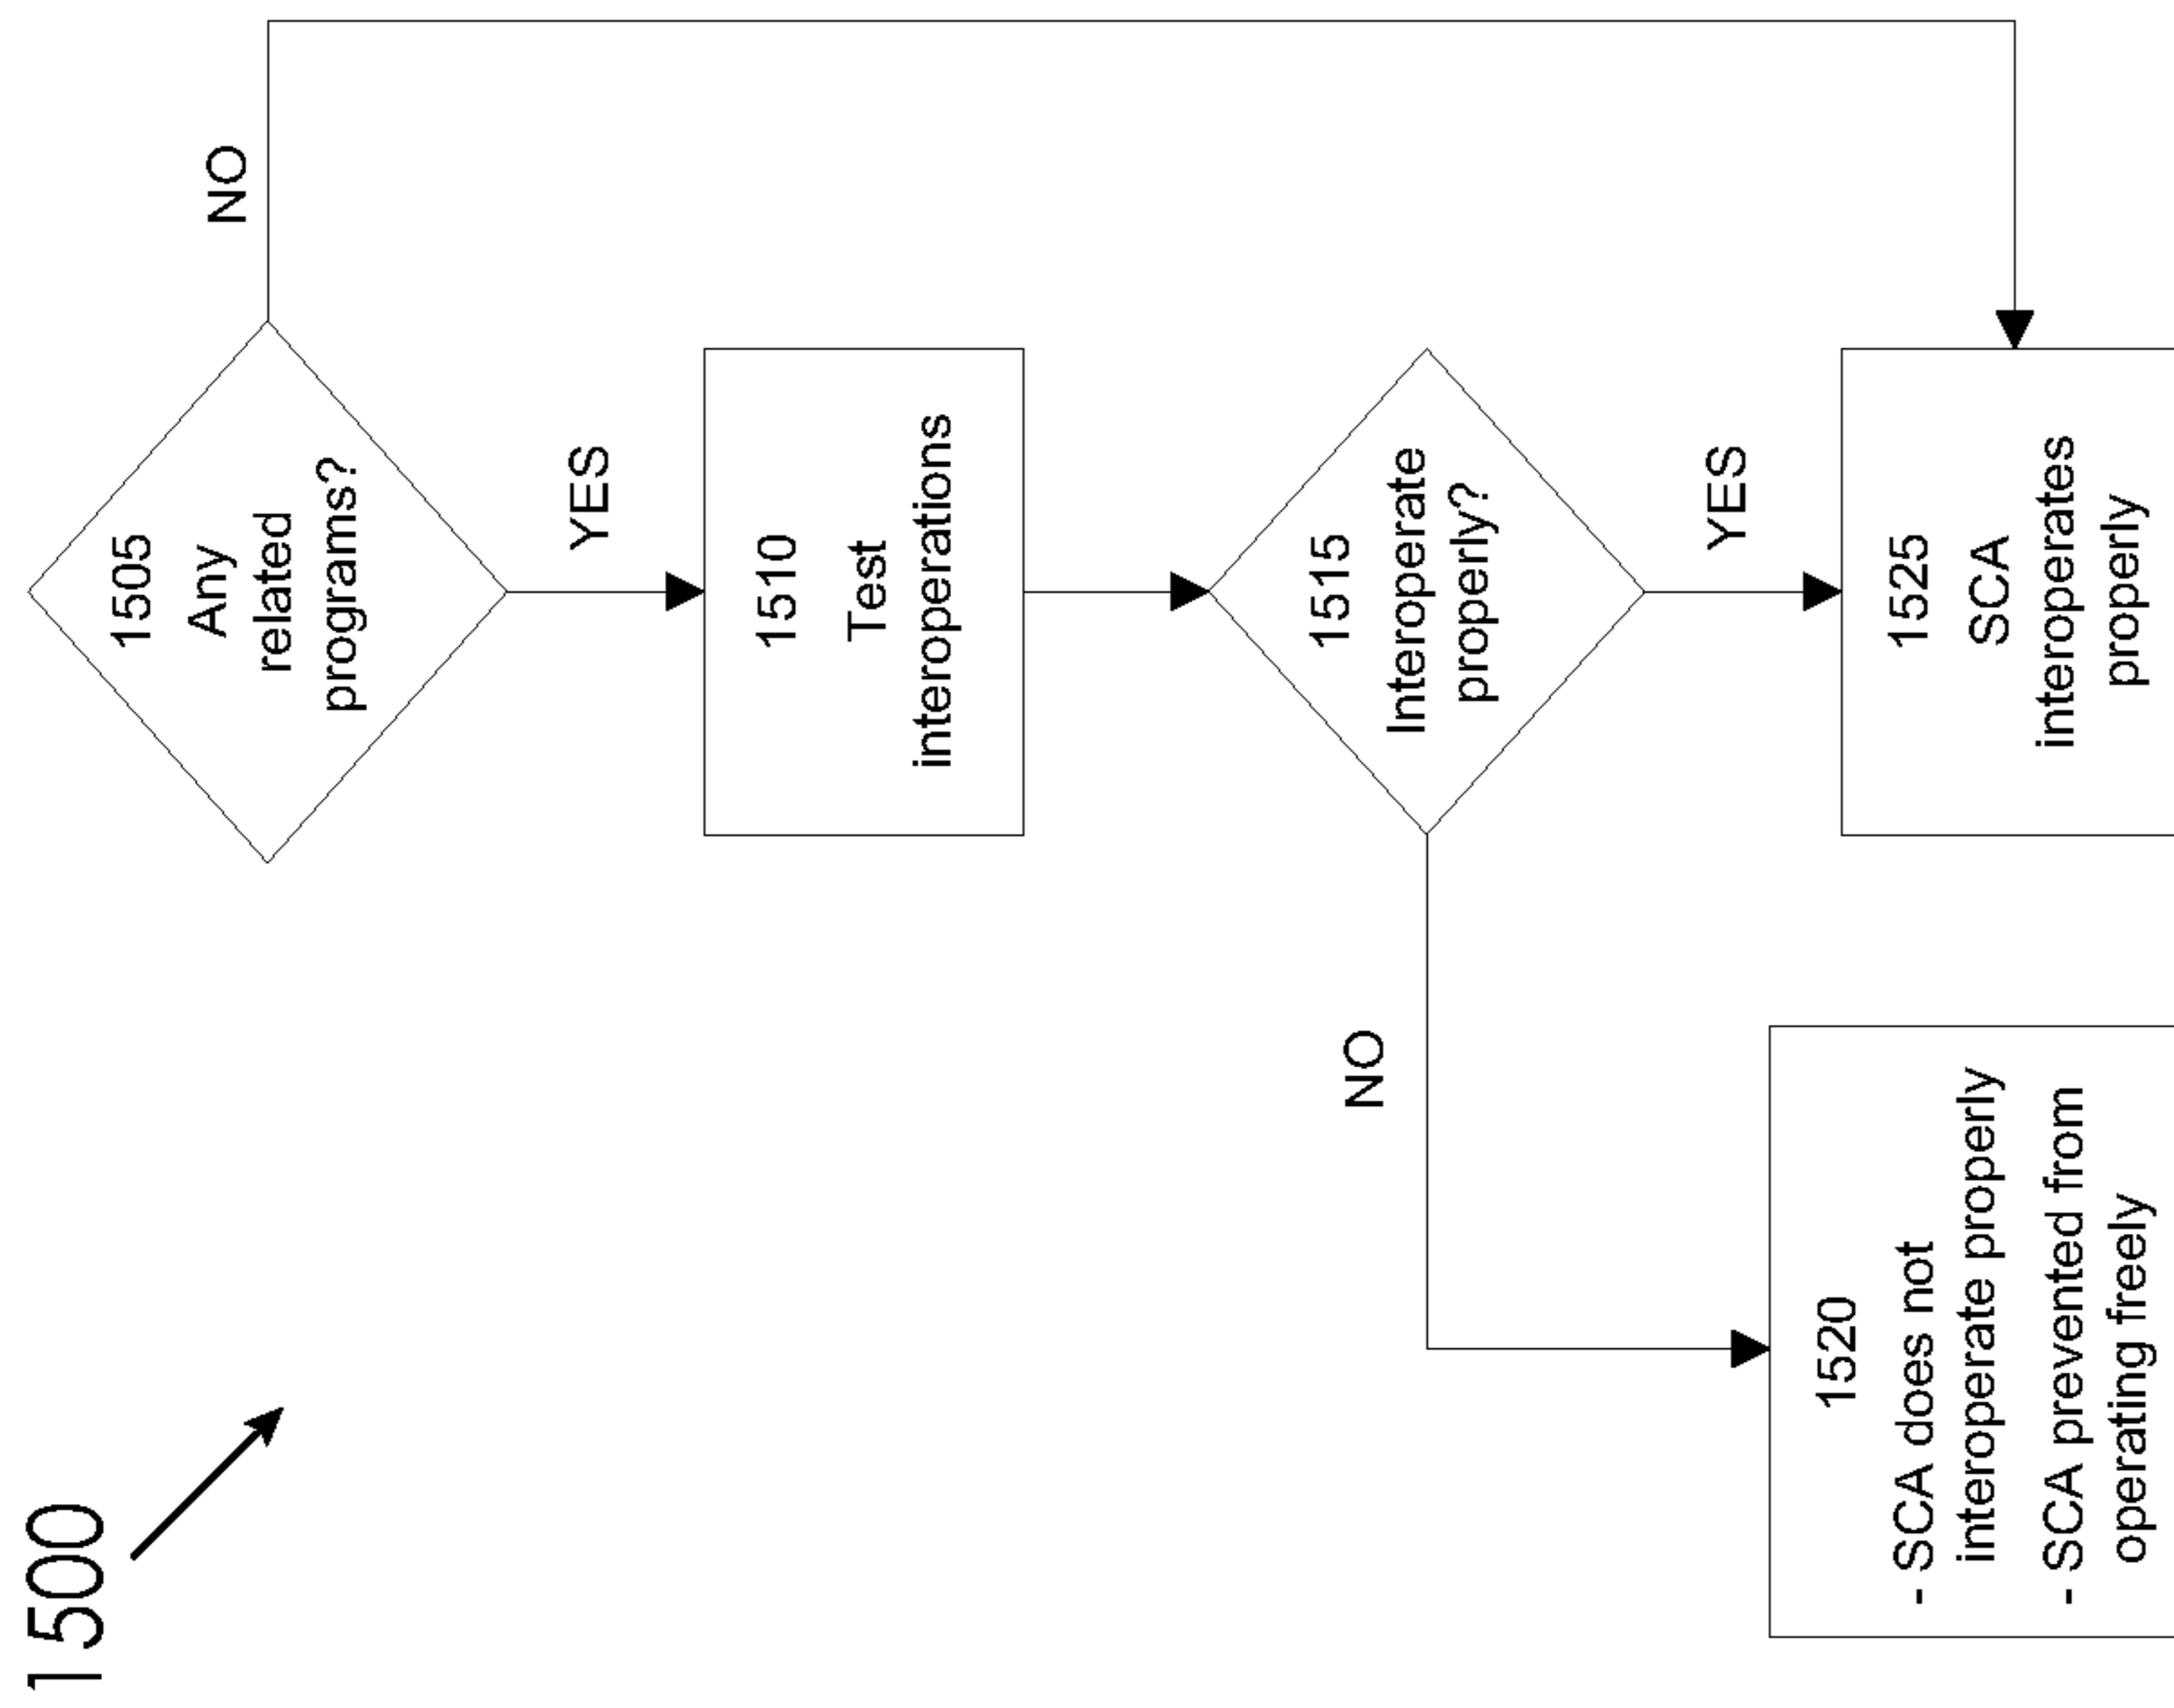 1500
1505
Any
related
programs?
NO
YES
1510
Test
interoperations
1515
Interoperate
properly?
NO
YES
1520
- SCA does not
interoperate properly
- SCA prevented from
operating freely
1525
SCA
interoperates
properly